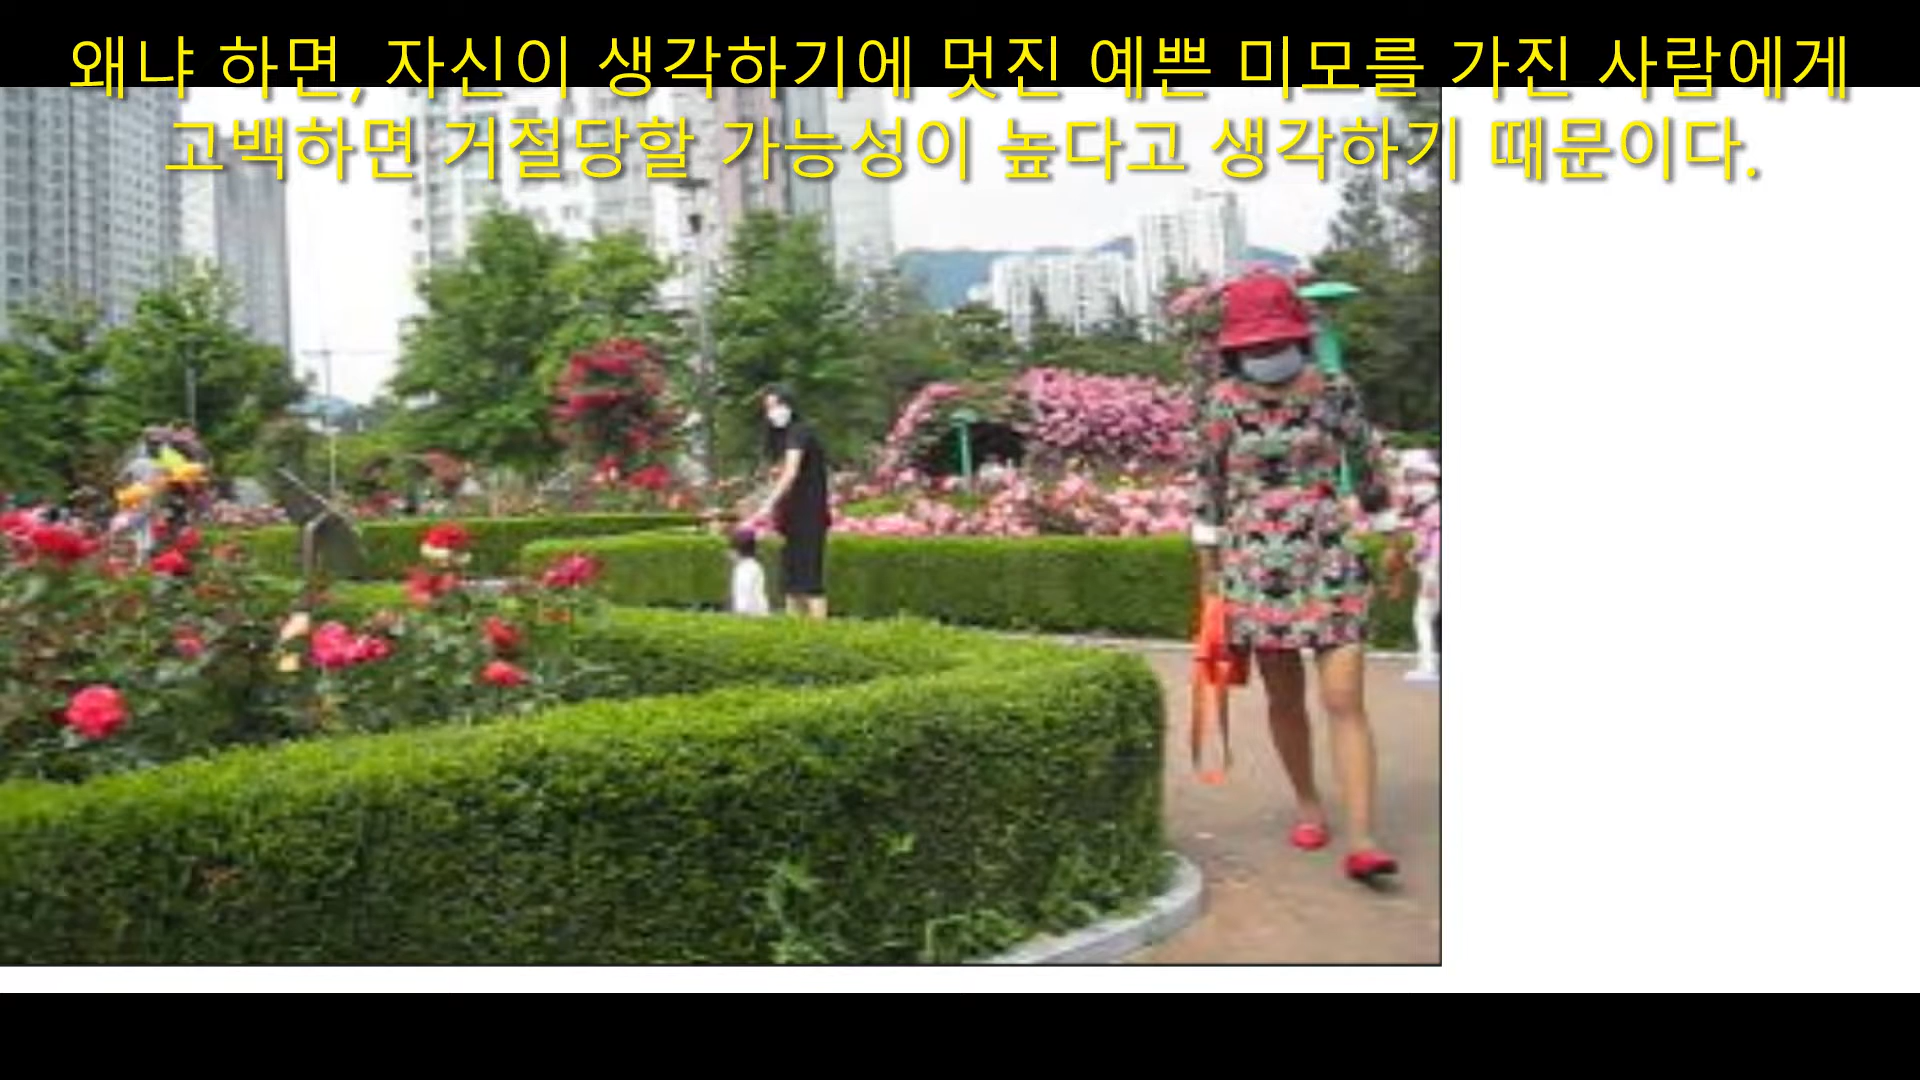 왜냐 하면, 자신이 생각하기에 멋진 예쁜 미모를 가진 사람에게
고백하면 거절당할 가능성이 높다고 생각하기 때문이다.